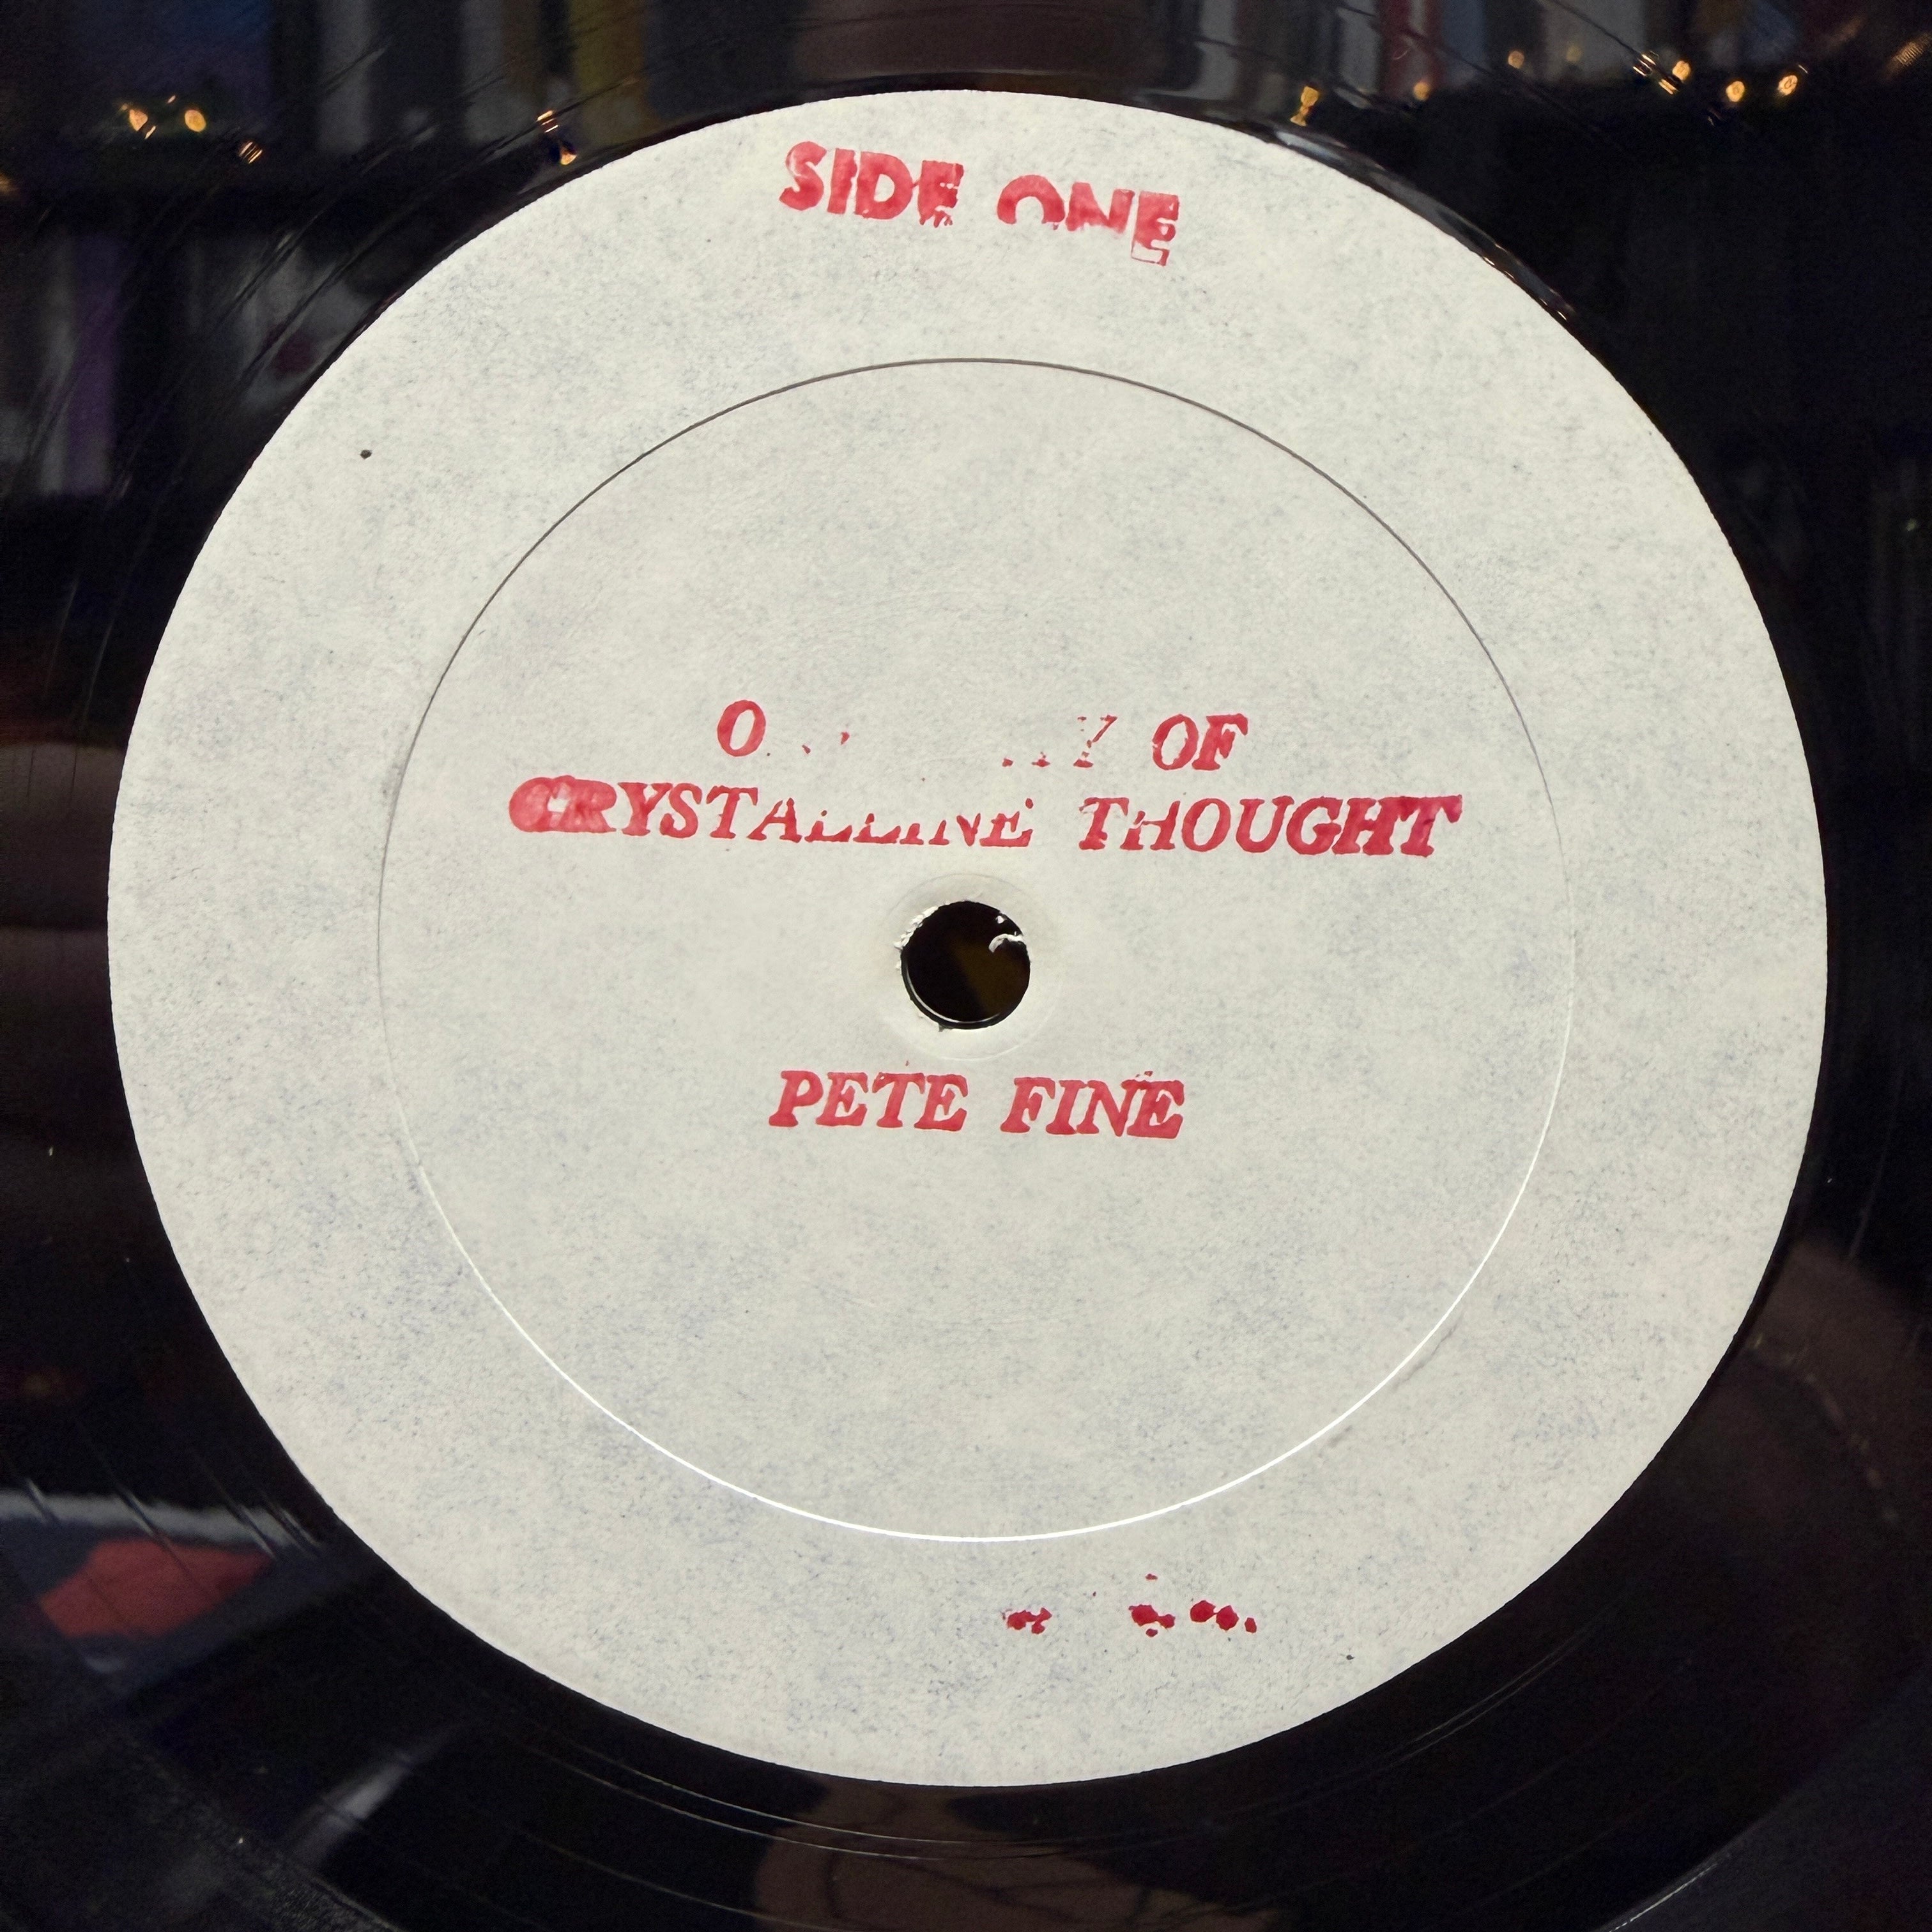 SIDE ONE
OF
CRYSTALLINE THOUGHT
PETE FINE